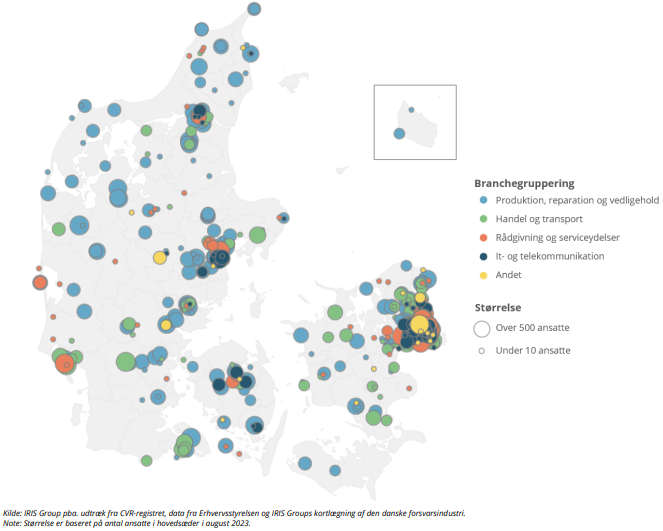 Branchegruppering
Produktion, reparation og vedligehold
Handel og transport
Rådgivning og serviceydelser
It- og telekommunikation
Andet
Størrelse
Over 500 ansatte
Under 10 ansatte
Kilde: IRIS Group pba. udtræk fra CVR-registret, data fra Erhvervsstyrelsen og IRIS Groups kortlægning af den danske forsvarsindustri.
Note: Størrelse er baseret på antal ansatte i hovedsæder i august 2023.